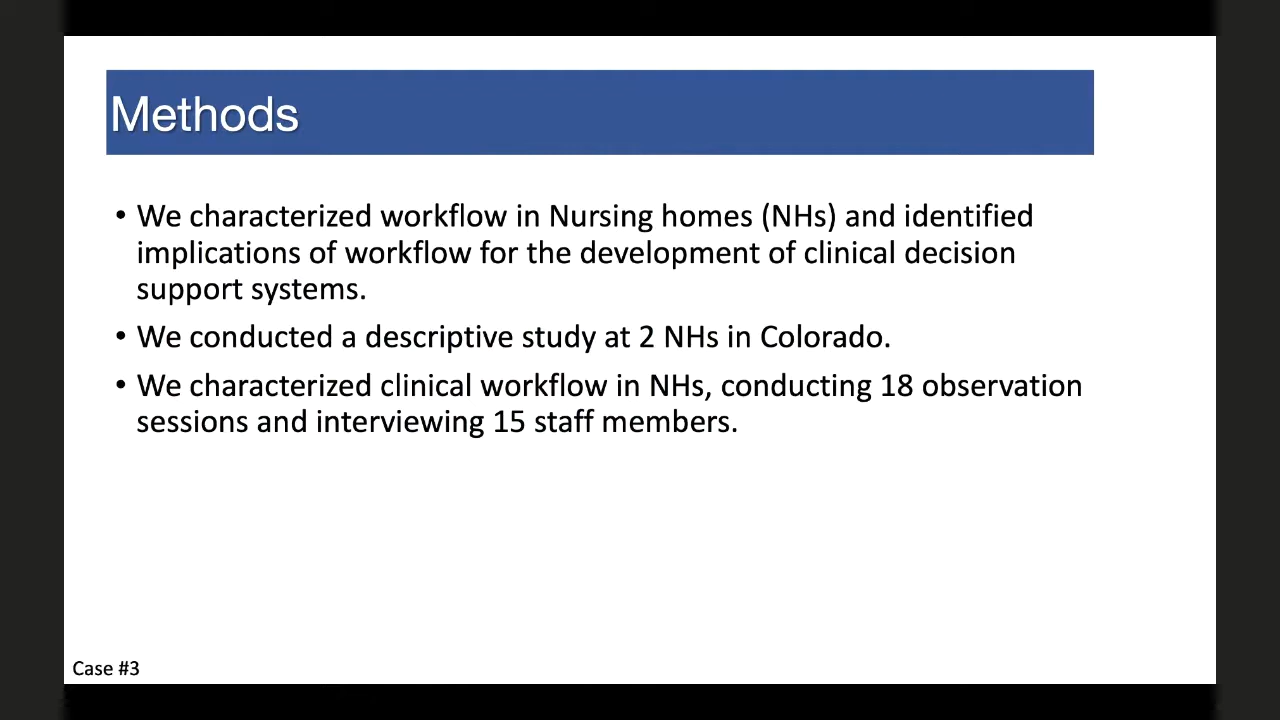 Methods
• We characterized workflow in Nursing homes (NHs) and identified
implications of workflow for the development of clinical decision
support systems.
• We conducted a descriptive study at 2 NHs in Colorado.
• We characterized clinical workflow in NHs, conducting 18 observation
sessions and interviewing 15 staff members.
Case #3